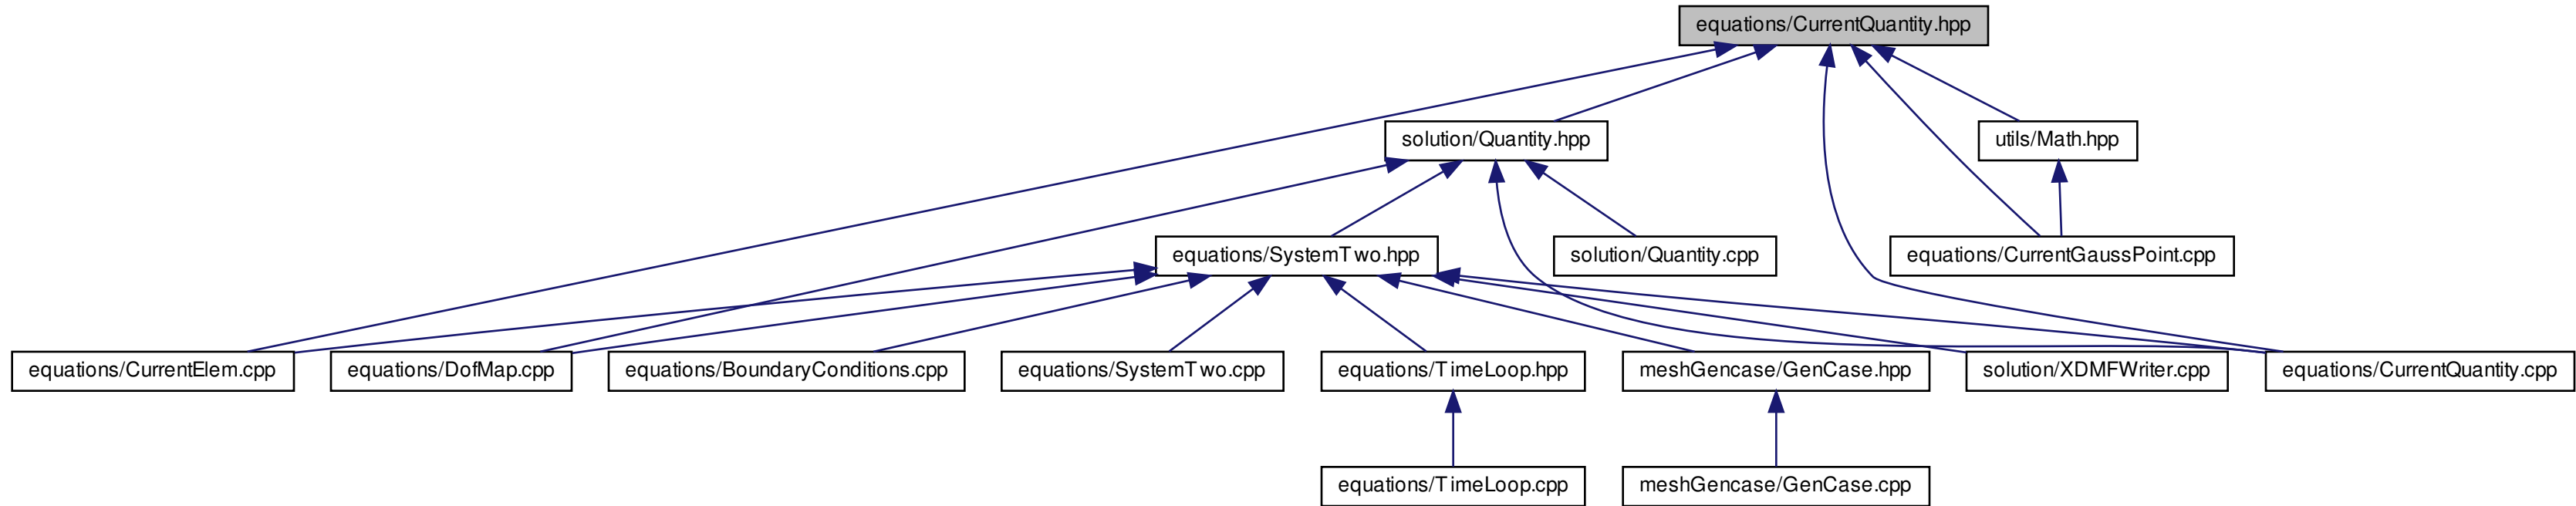 equations/CurrentQuantity.hpp
solution/Quantity.hpp
utils/Math.hpp
equations/SystemTwo.hpp
solution/Quantity.cpp
equations/CurrentGaussPoint.cpp
equations/CurrentElem.cpp
equations/DofMap.cpp
equations/BoundaryConditions.cpp
equations/SystemTwo.cpp
equations/TimeLoop.hpp
meshGencase/GenCase.hpp
solution/XDMFWriter.cpp
equations/CurrentQuantity.cpp
equations/TimeLoop.cpp
meshGencase/GenCase.cpp